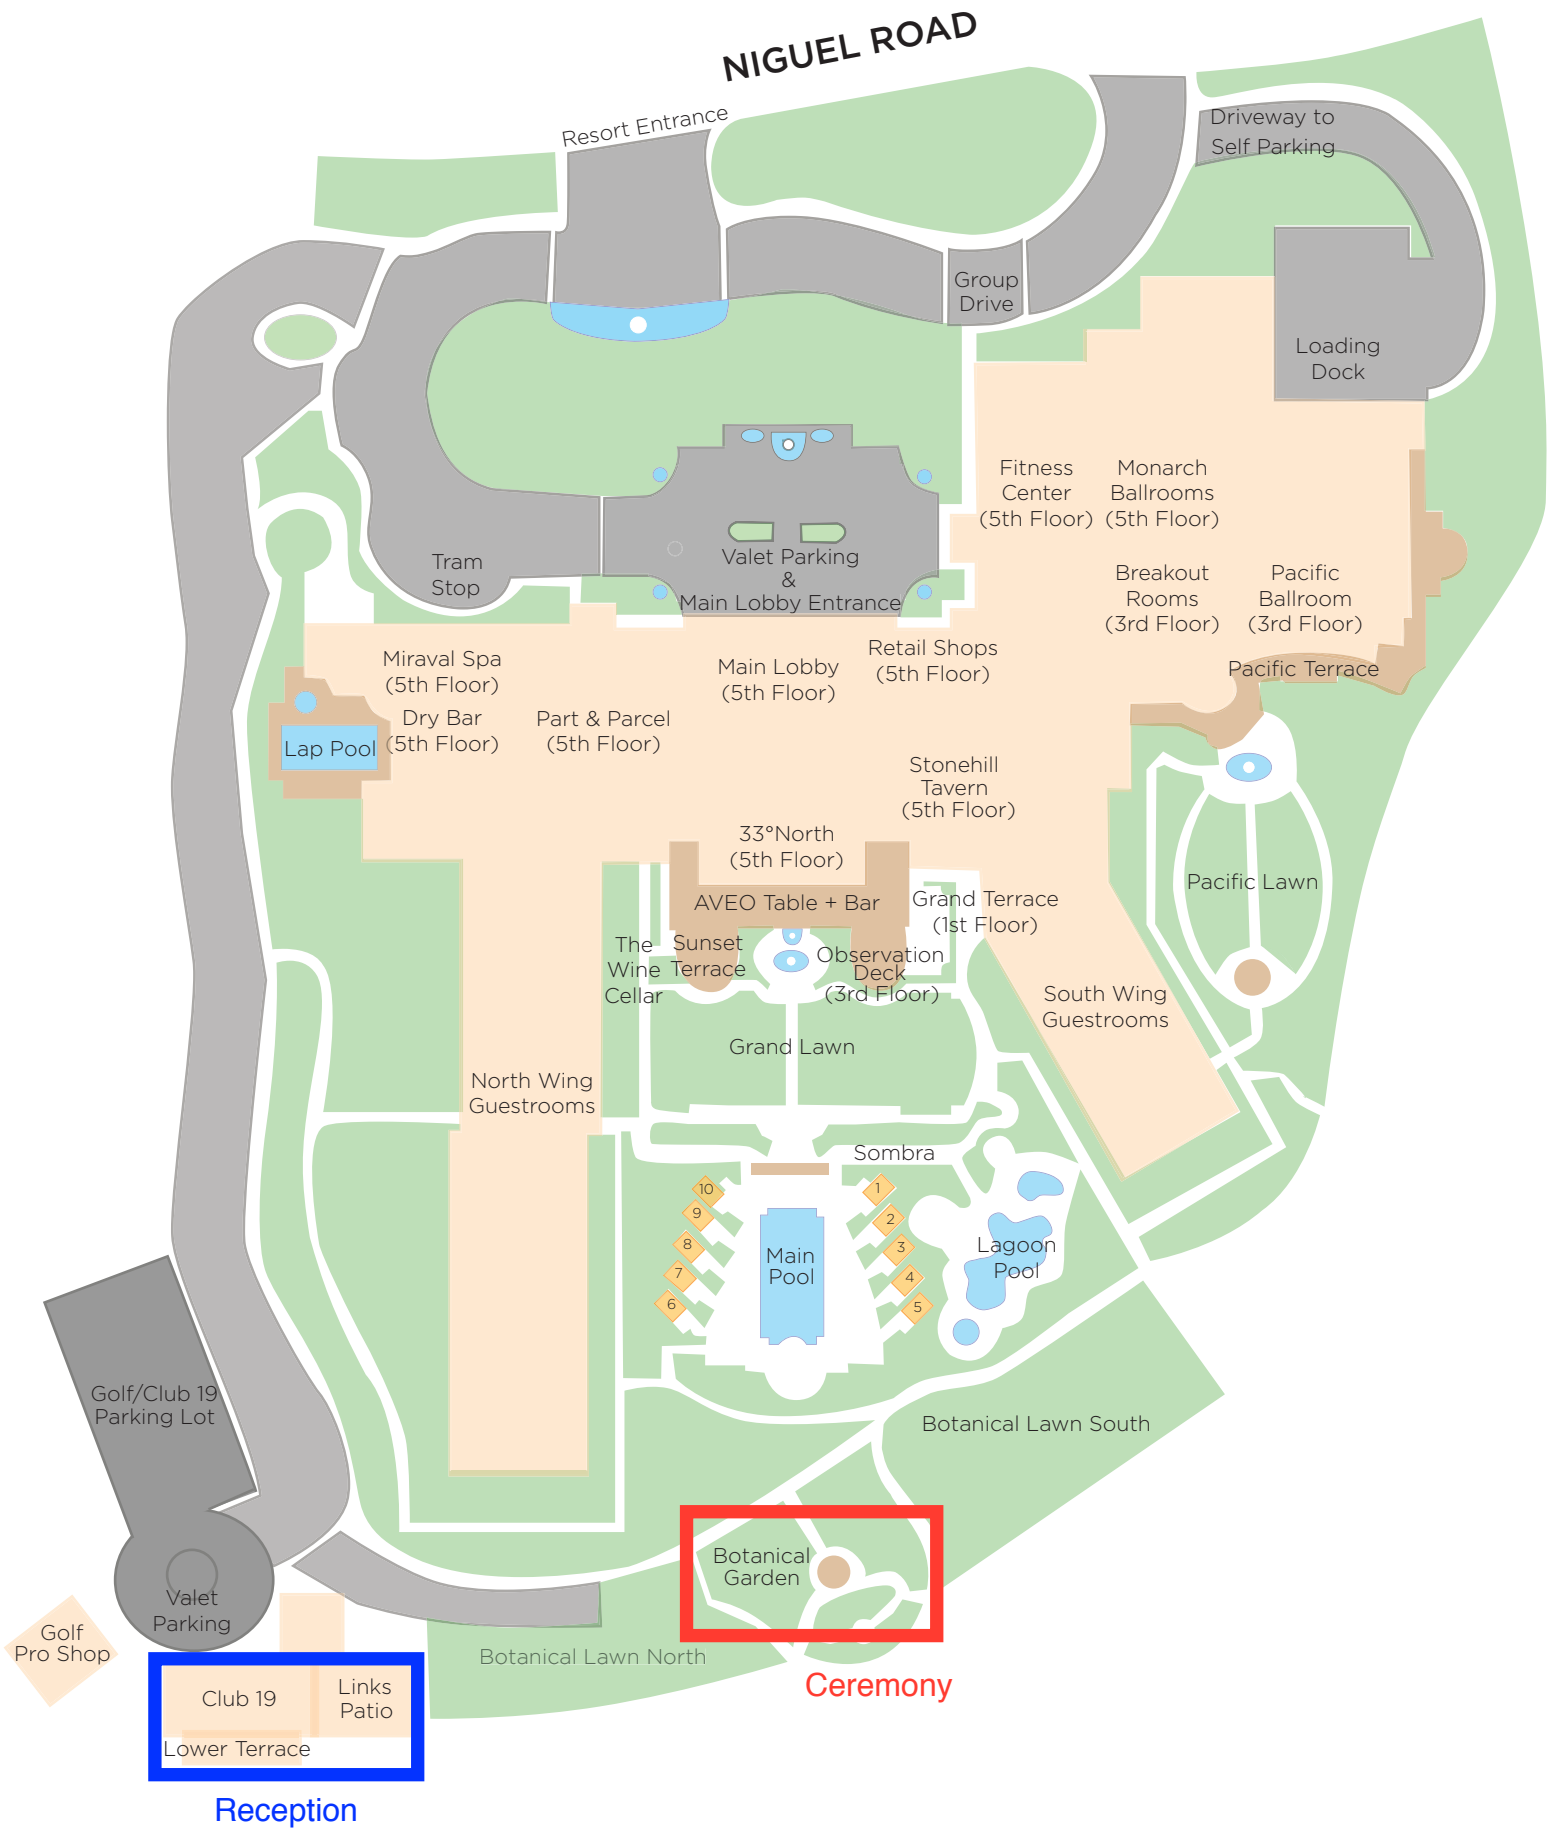 NIGUEL ROAD
Resort Entrance
Driveway to
Self Parking
Group
Drive
Loading
Dock
Fitness
Center
(5th Floor)
Monarch
Ballrooms
(5th Floor)
Tram
Stop
Valet Parking
&
Main Lobby Entrance
Breakout
Rooms
(3rd Floor)
Pacific
Ballroom
(3rd Floor)
Miraval Spa
(5th Floor)
Main Lobby
(5th Floor)
Retail Shops
(5th Floor)
Pacific Terrace
Dry Bar
(5th Floor)
Part & Parcel
(5th Floor)
Lap Pool
Stonehill
Tavern
(5th Floor)
33°North
(5th Floor)
Pacific Lawn
AVEO Table + Bar
Grand Terrace
(1st Floor)
The
Wine
Cellar
Sunset
Terrace
Observation
Deck
(3rd Floor)
South Wing
Guestrooms
Grand Lawn
North Wing
Guestrooms
Sombra
10
9
8
7
6
1
2
3
4
5
Main
Pool
Lagoon
Pool
Golf/Club 19
Parking Lot
Botanical Lawn South
Botanical
Garden
Valet
Parking
Golf
Pro Shop
Botanical Lawn North
Ceremony
Club 19
Links
Patio
Lower Terrace
Reception